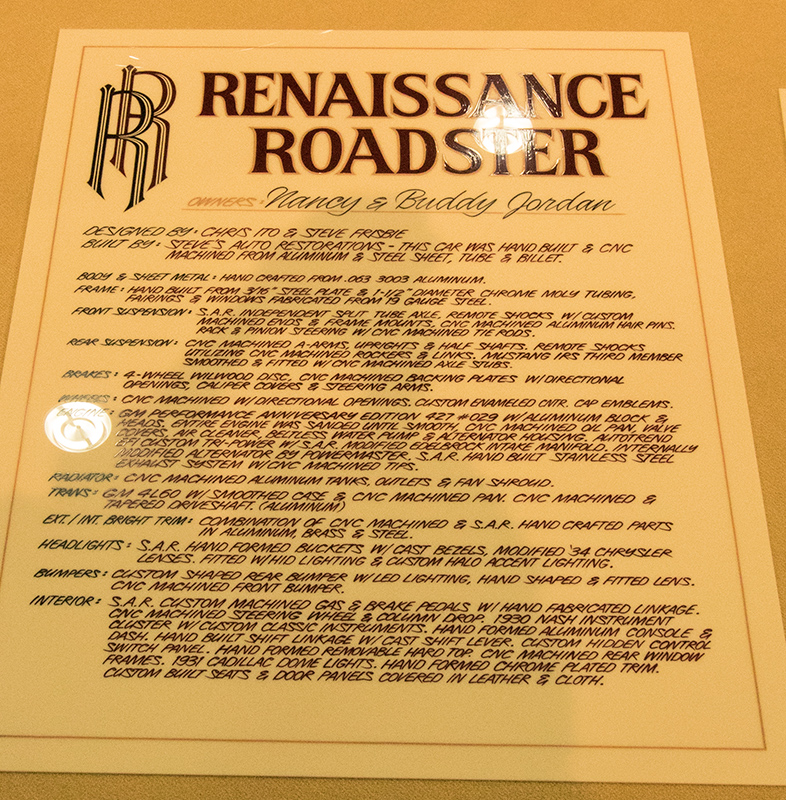 RR
RENAISSANCE
ROADSTER
OWNERS: Nancy & Buddy Jordan
DESIGNED BY: CHRIS ITO & STEVE FRISBIE
BUILT BY: STEVE'S AUTO RESTORATIONS - THIS CAR WAS HAND BUILT & CNC
MACHINED FROM ALUMINUM & STEEL SHEET, TUBE & BILLET.
BODY & SHEET METAL: HAND CRAFTED FROM .063 3003 ALUMINUM.
FRAME: HAND BUILT FROM 3/16" STEEL PLATE & 1 1/2" DIAMETER CHROME MOLY TUBING,
FAIRINGS & WINDOWS FABRICATED FROM 18 GAUGE STEEL.
FRONT SUSPENSION: S.A.R. INDEPENDENT SPLIT TUBE AXLE, REMOTE SHOCKS W/ CUSTOM
MACHINED ENDS & FRAME MOUNTS, CNC MACHINED ALUMINUM HAIR PINS.
RACK & PINION STEERING W/ CNC MACHINED TIE RODS.
REAR SUSPENSION: CNC MACHINED A-ARMS, UPRIGHTS & HALF SHAFTS. REMOTE SHOCKS
UTILIZING CNC MACHINED ROCKERS & LINKS. MUSTANG IRS THIRD MEMBER
SMOOTHED & FITTED W/ CNC MACHINED AXLE STUBS.
BRAKES: 4-WHEEL WILWOOD DISC. CNC MACHINED BACKING PLATES W/ DIRECTIONAL
OPENINGS, CALIPER COVERS & STEERING ARMS.
WHEELS: CNC MACHINED W/ DIRECTIONAL OPENINGS. CUSTOM ENAMELED CNTR. CAP EMBLEMS.
ENGINE: GM PERFORMANCE ANNIVERSARY EDITION 427 #029 W/ ALUMINUM BLOCK &
HEADS. ENTIRE ENGINE WAS SANDED UNTIL SMOOTH, CNC MACHINED OIL PAN, VALVE
COVERS, AIR CLEANER, BELTLESS WATER PUMP & ALTERNATOR HOUSING. AUTOTREND
EFI CUSTOM TRI-POWER W/ S.A.R. MODIFIED EDELBROCK INTAKE MANIFOLD. INTERNALLY
MODIFIED ALTERNATOR BY POWERMASTER. S.A.R. HAND BUILT STAINLESS STEEL
EXHAUST SYSTEM W/ CNC MACHINED TIPS.
RADIATOR: CNC MACHINED ALUMINUM TANKS, OUTLETS & FAN SHROUD.
TRANS: GM 4L60 W/ SMOOTHED CASE & CNC MACHINED PAN. CNC MACHINED &
TAPERED DRIVESHAFT. (ALUMINUM)
EXT. / INT. BRIGHT TRIM: COMBINATION OF CNC MACHINED & S.A.R. HAND CRAFTED PARTS
IN ALUMINUM, BRASS & STEEL.
HEADLIGHTS: S.A.R. HAND FORMED BUCKETS W/ CAST BEZELS, MODIFIED '34 CHRYSLER
LENSES. FITTED W/ HID LIGHTING & CUSTOM HALO ACCENT LIGHTING.
BUMPERS: CUSTOM SHAPED REAR BUMPER W/ LED LIGHTING, HAND SHAPED & FITTED LENS.
CNC MACHINED FRONT BUMPER.
INTERIOR: S.A.R. CUSTOM MACHINED GAS & BRAKE PEDALS W/ HAND FABRICATED LINKAGE.
CNC MACHINED STEERING WHEEL & COLUMN DROP. 1930 NASH INSTRUMENT
CLUSTER W/ CUSTOM CLASSIC INSTRUMENTS. HAND FORMED ALUMINUM CONSOLE &
DASH. HAND BUILT SHIFT LINKAGE W/ CAST SHIFT LEVER. CUSTOM HIDDEN CONTROL
SWITCH PANEL. HAND FORMED REMOVABLE HARD TOP. CNC MACHINED REAR WINDOW
FRAMES. 1931 CADILLAC DOME LIGHTS. HAND FORMED CHROME PLATED TRIM.
CUSTOM BUILT SEATS & DOOR PANELS COVERED IN LEATHER & CLOTH.